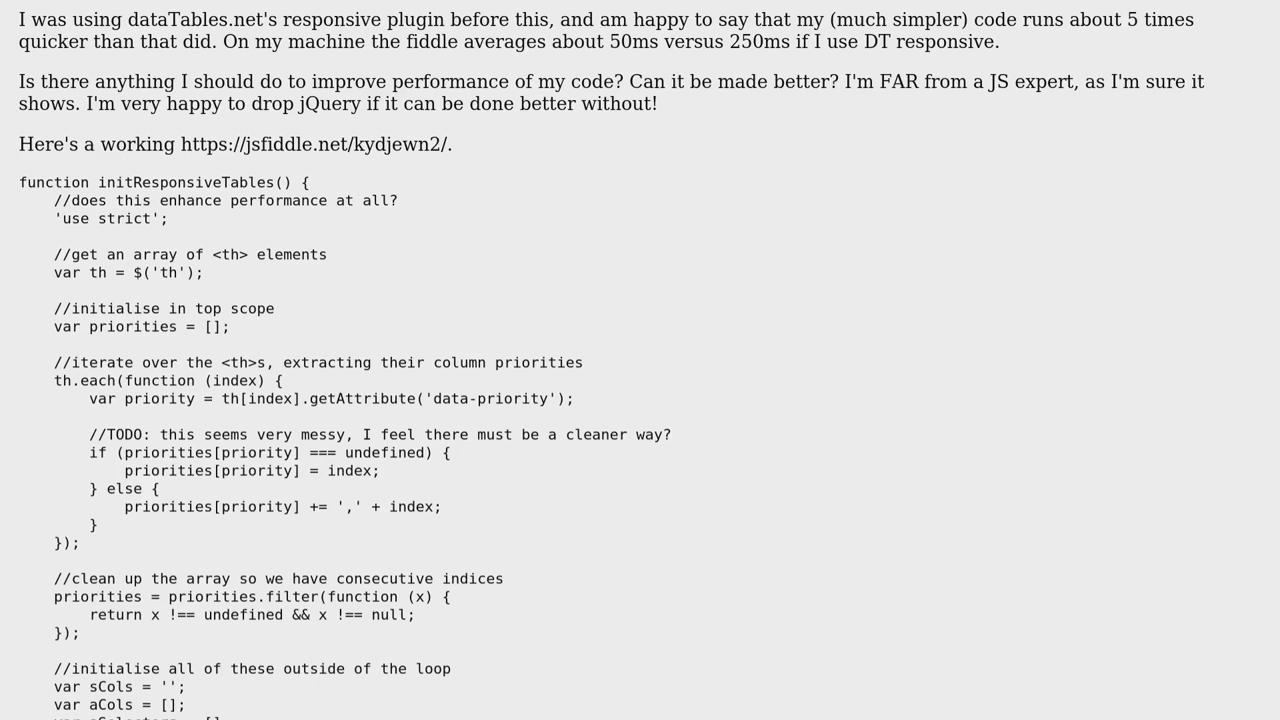 I was using dataTables.net's responsive plugin before this, and am happy to say that my (much simpler) code runs about 5 times
quicker than that did. On my machine the fiddle averages about 50ms versus 250ms if I use DT responsive.
Is there anything I should do to improve performance of my code? Can it be made better? I'm FAR from a JS expert, as I'm sure it
shows. I'm very happy to drop jQuery if it can be done better without!
Here's a working https://jsfiddle.net/kydjewn2/.
function initResponsiveTables() {
    //does this enhance performance at all?
    'use strict';
    //get an array of <th> elements
    var th = $('th');
    //initialise in top scope
    var priorities = [];
    //iterate over the <th>s, extracting their column priorities
    th.each(function (index) {
        var priority = th[index].getAttribute('data-priority');
        //TODO: this seems very messy, I feel there must be a cleaner way?
        if (priorities[priority] === undefined) {
            priorities[priority] = index;
        } else {
            priorities[priority] += ',' + index;
        }
    });
    //clean up the array so we have consecutive indices
    priorities = priorities.filter(function (x) {
        return x !== undefined && x !== null;
    });
    //initialise all of these outside of the loop
    var sCols = '';
    var aCols = [];